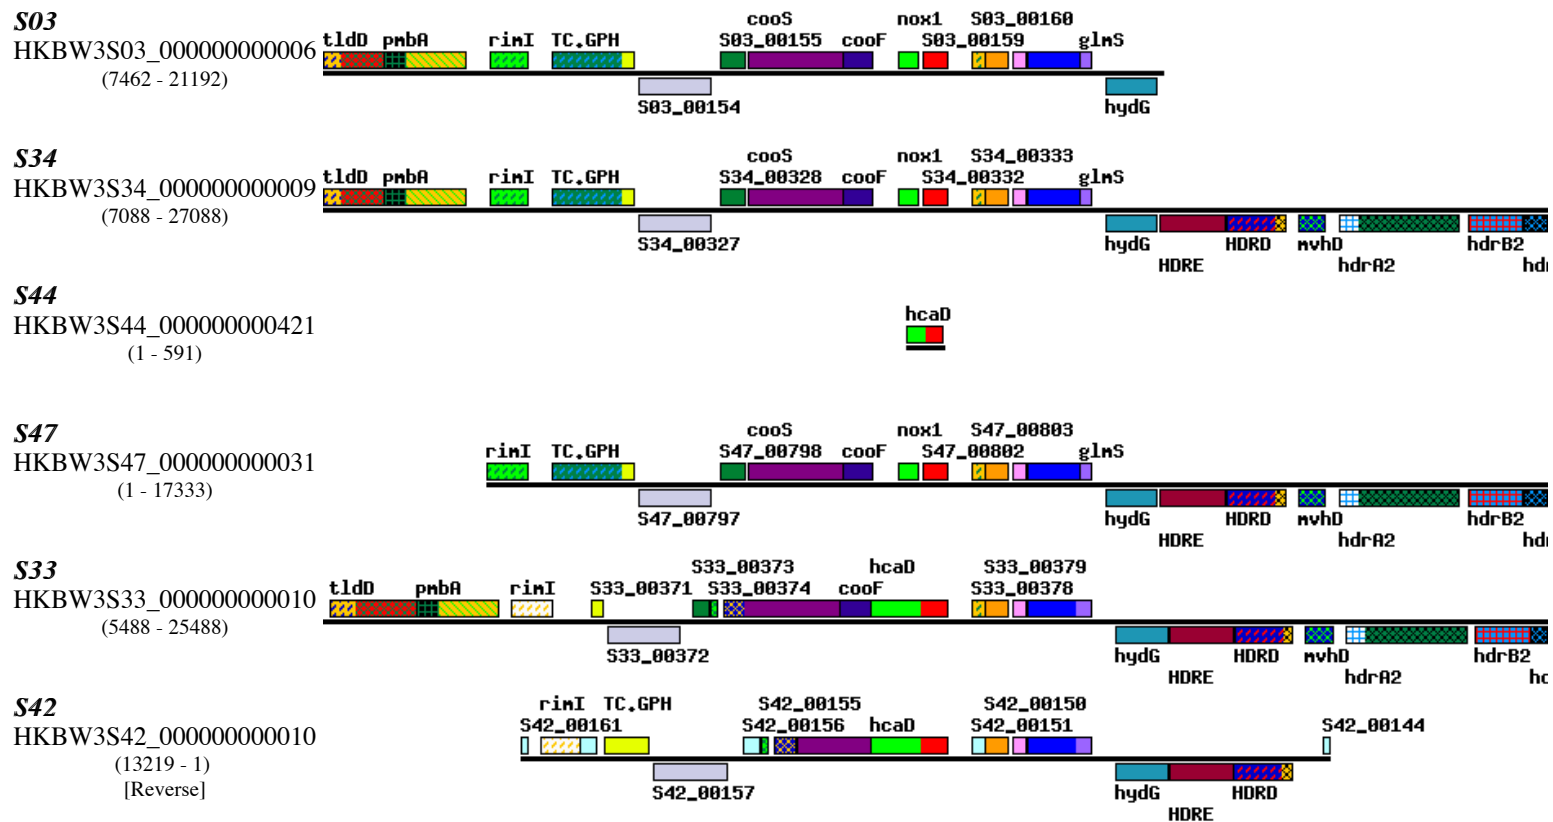 S03
cooS nox1 S03_00160
HKBW3S03_000000000006 tldD pmbA rimI TC.GPH S03_00155 cooF S03_00159 glmS
(7462 - 21192)
S03_00154 hydG
S34
cooS nox1 S34_00333
HKBW3S34_000000000009 tldD pmbA rimI TC.GPH S34_00328 cooF S34_00332 glmS
(7088 - 27088)
S34_00327 hydG HDRD mvhD hdrB2
HDRE hdrA2 hd
S44
HKBW3S44_000000000421 hcaD
(1 - 591)
S47
cooS nox1 S47_00803
HKBW3S47_000000000031 rimI TC.GPH S47_00798 cooF S47_00802 glmS
(1 - 17333)
S47_00797 hydG HDRD mvhD hdrB2
HDRE hdrA2 hd
S33
S33_00373 hcaD S33_00379
HKBW3S33_000000000010 tldD pmbA rimI S33_00371 S33_00374 cooF S33_00378
(5488 - 25488)
S33_00372 hydG HDRD mvhD hdrB2
HDRE hdrA2 hd
S42
rimI TC.GPH S42_00155 S42_00150
HKBW3S42_000000000010 S42_00161 S42_00156 hcaD S42_00151 S42_00144
(13219 - 1)
[Reverse]
S42_00157 hydG HDRD
HDRE